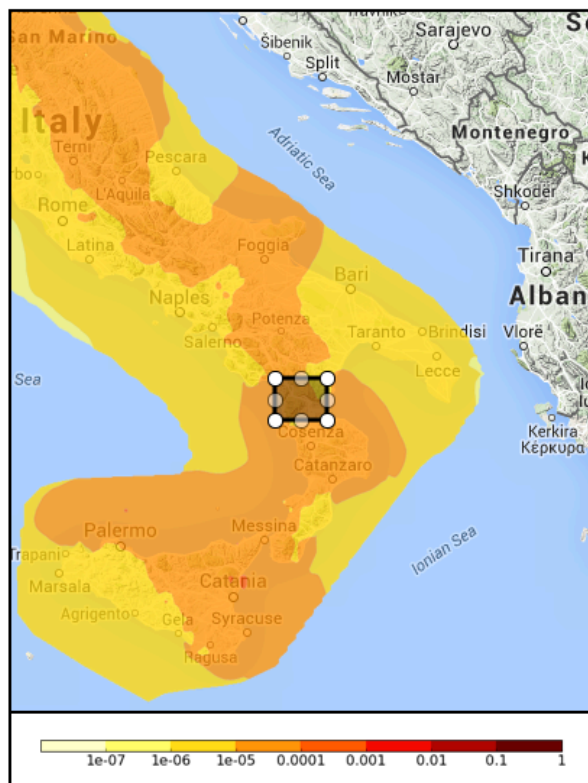 Sarajevo
San Marino
Šibenik
Split
Mostar
Italy
Terni
Pescara
Adriatic Sea
Montenegro
L'Aquila
Shkodër
Rome
Latina
Foggia
Tirana
Bari
Alban
Naples
Potenza
Salerno
Taranto
Brindisi
Vlorë
Lecce
Sea
Kerkira
Cosenza
Κέρκυρα
Catanzaro
Palermo
Messina
Trapani
Ionian Sea
Marsala
Catania
Agrigento
Gela
Syracuse
Ragusa
1e-07 1e-06 1e-05 0.0001 0.001 0.01 0.1 1